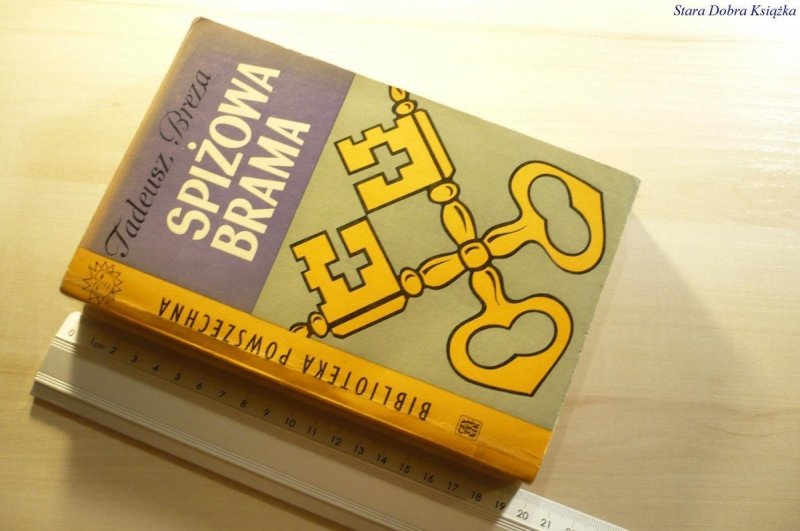 Stara Dobra Książka
Tadeusz Breza
SPIŻOWA
BRAMA
BIBLIOTEKA POWSZECHNA
0 1cm 2 3 4 5 6 7 8 9 10 11 12 13 14 15 16 17 18 19 20 21